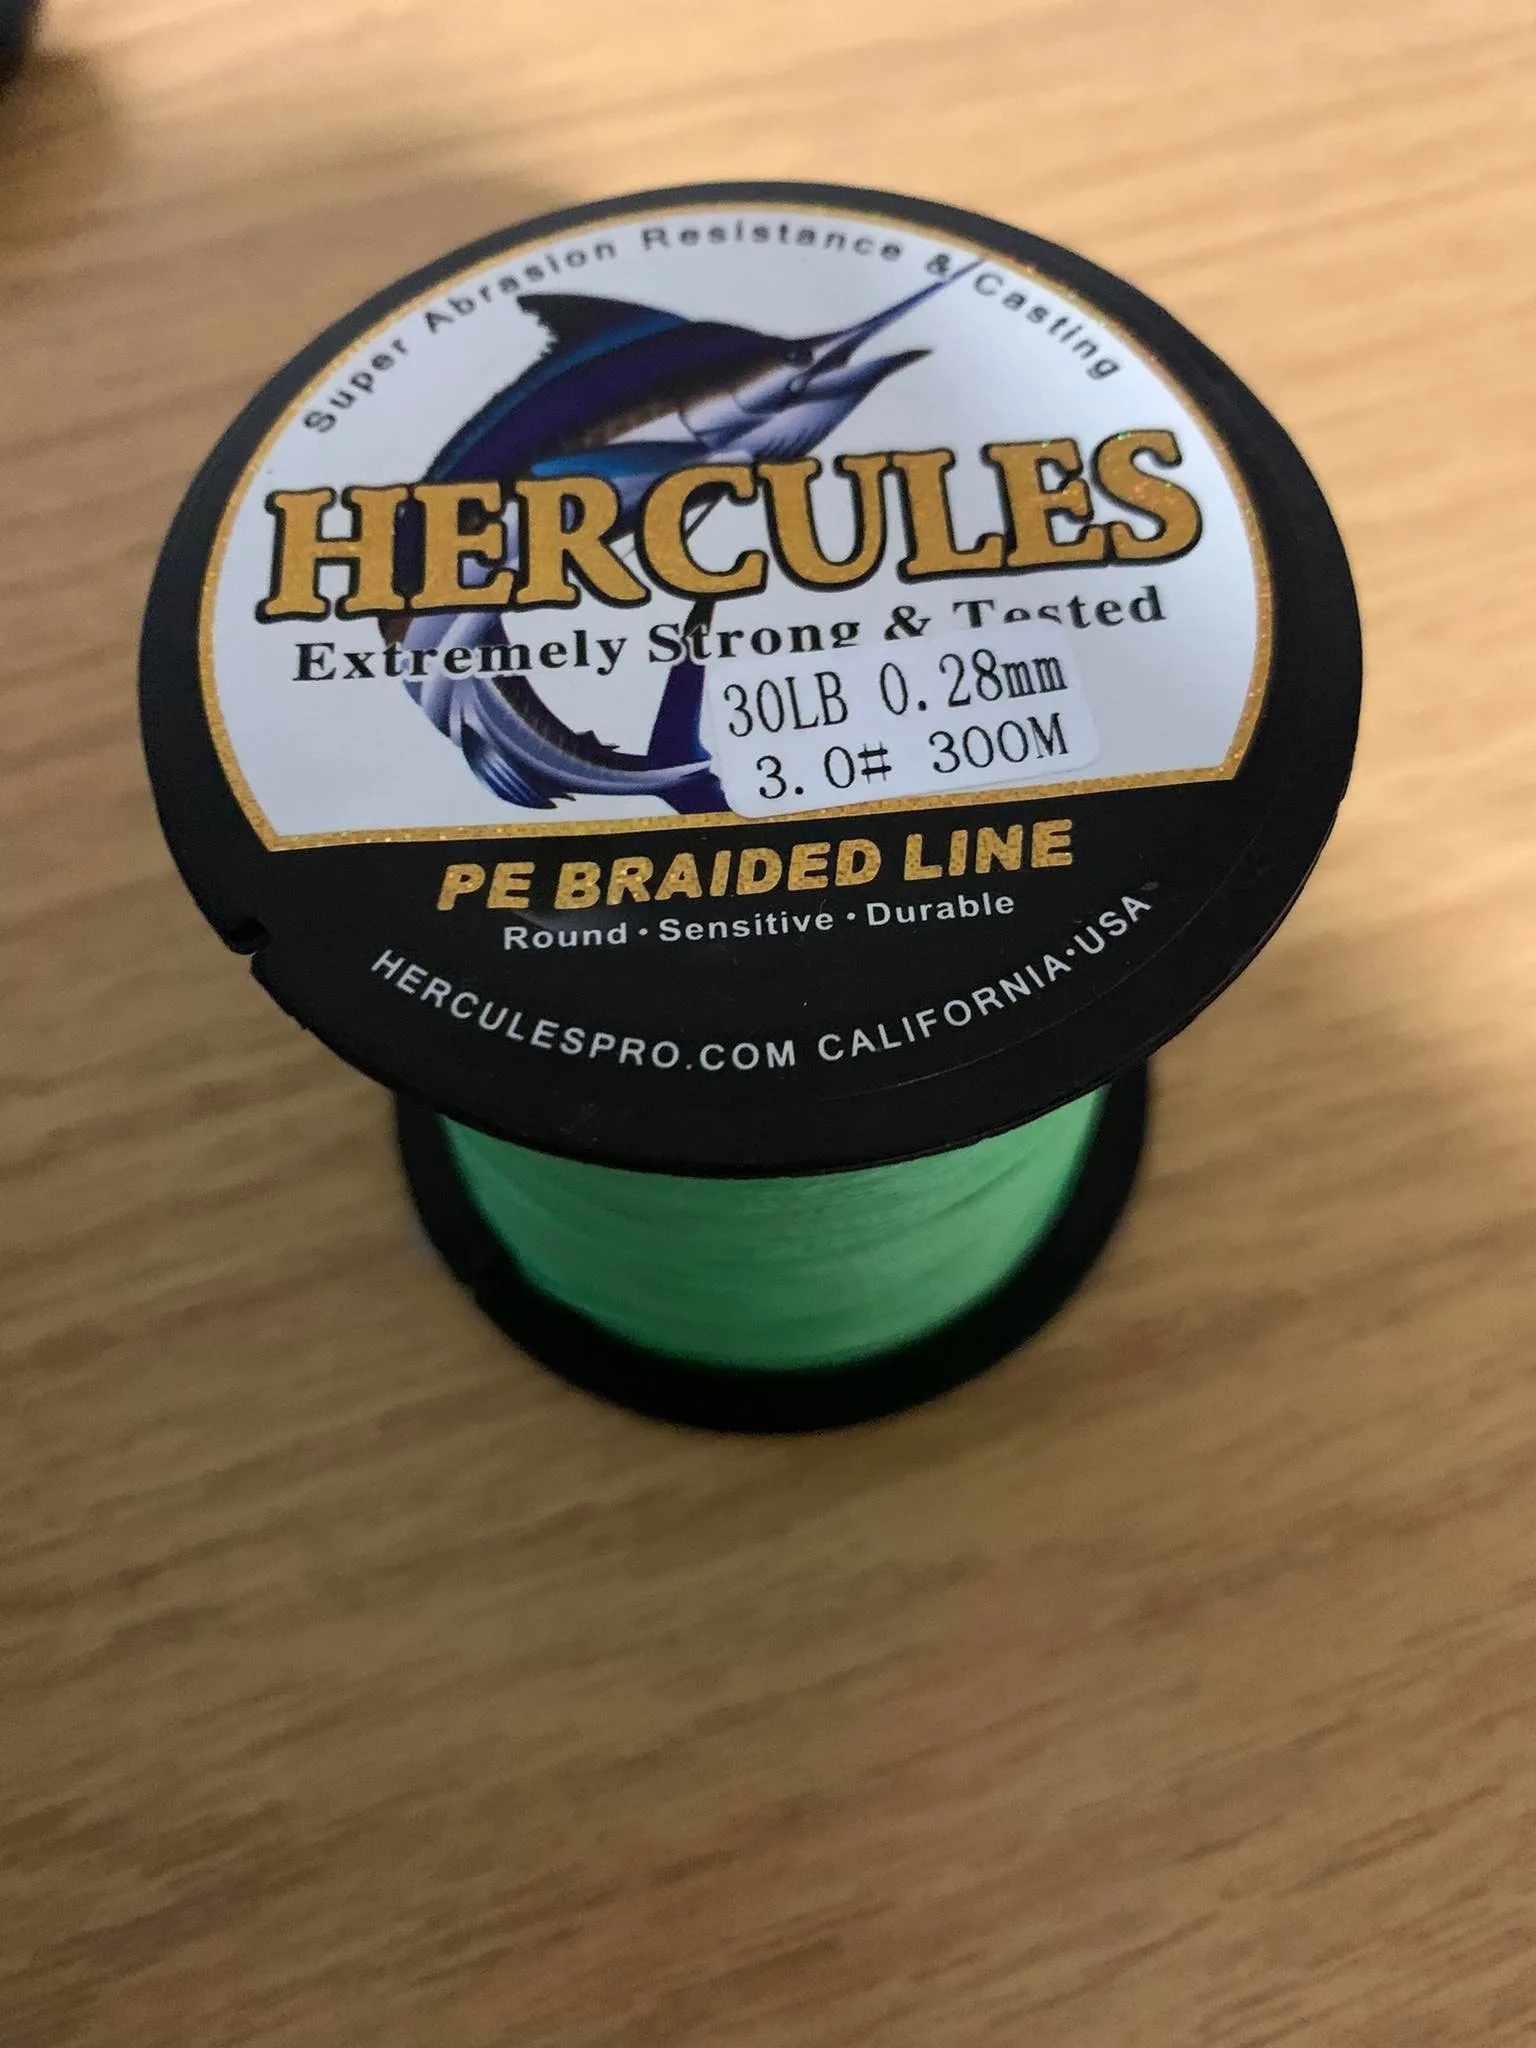 Super Abrasion Resistance & Casting
HERCULES
Extremely Strong & Tested
30LB 0.28mm
3.0# 300M
PE BRAIDED LINE
Round • Sensitive • Durable
HERCULESPRO.COM CALIFORNIA•USA